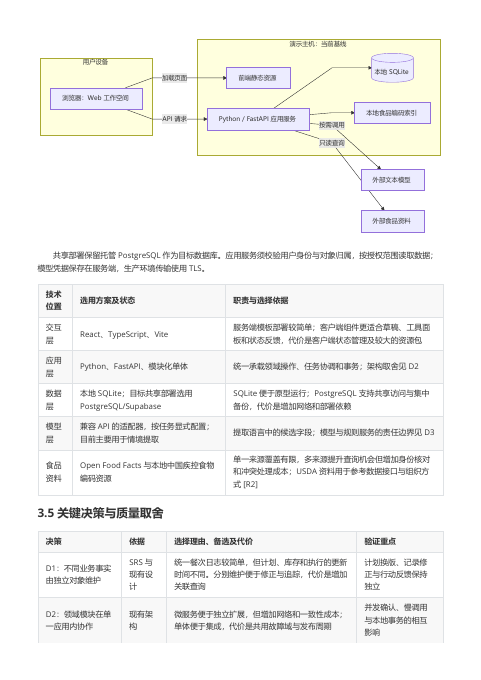 演示主机：当前基线
用户设备
加载页面
前端静态资源
本地 SQLite
浏览器：Web 工作空间
API 请求
Python / FastAPI 应用服务
本地食品编码索引
按需调用
只读查询
外部文本模型
外部食品资料
共享部署保留托管 PostgreSQL 作为目标数据库。应用服务须校验用户身份与对象归属，按授权范围读取数据；
模型凭据保存在服务端，生产环境传输使用 TLS。
技术
位置
选用方案及状态
职责与选择依据
交互
层
React、TypeScript、Vite
服务端模板部署较简单；客户端组件更适合草稿、工具面
板和状态反馈，代价是客户端状态管理及较大的资源包
应用
层
Python、FastAPI、模块化单体
统一承载领域操作、任务协调和事务；架构取舍见 D2
数据
层
本地 SQLite；目标共享部署选用
PostgreSQL/Supabase
SQLite 便于原型运行；PostgreSQL 支持共享访问与集中
备份，代价是增加网络和部署依赖
模型
层
兼容 API 的适配器，按任务显式配置；
目前主要用于情境提取
提取语言中的候选字段；模型与规则服务的责任边界见 D3
食品
资料
Open Food Facts 与本地中国疾控食物
编码资源
单一来源覆盖有限，多来源提升查询机会但增加身份核对
和冲突处理成本；USDA 资料用于参考数据接口与组织方
式 [R2]
3.5 关键决策与质量取舍
决策
依据
选择理由、备选及代价
验证重点
D1：不同业务事实
由独立对象维护
SRS 与
现有设
计
统一餐次日志较简单，但计划、库存和执行的更新
时间不同。分别维护便于修正与追踪，代价是增加
关联查询
计划换版、记录修
正与行动反馈保持
独立
D2：领域模块在单
一应用内协作
现有架
构
微服务便于独立扩展，但增加网络和一致性成本；
单体便于集成，代价是共用故障域与发布周期
并发确认、慢调用
与本地事务的相互
影响